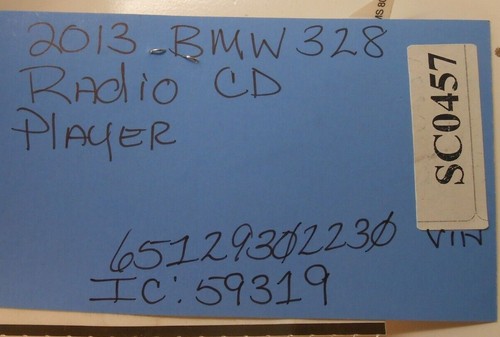 2013 BMW 328
Radio CD
Player
65129302230
IC: 59319
VIN
SC0457